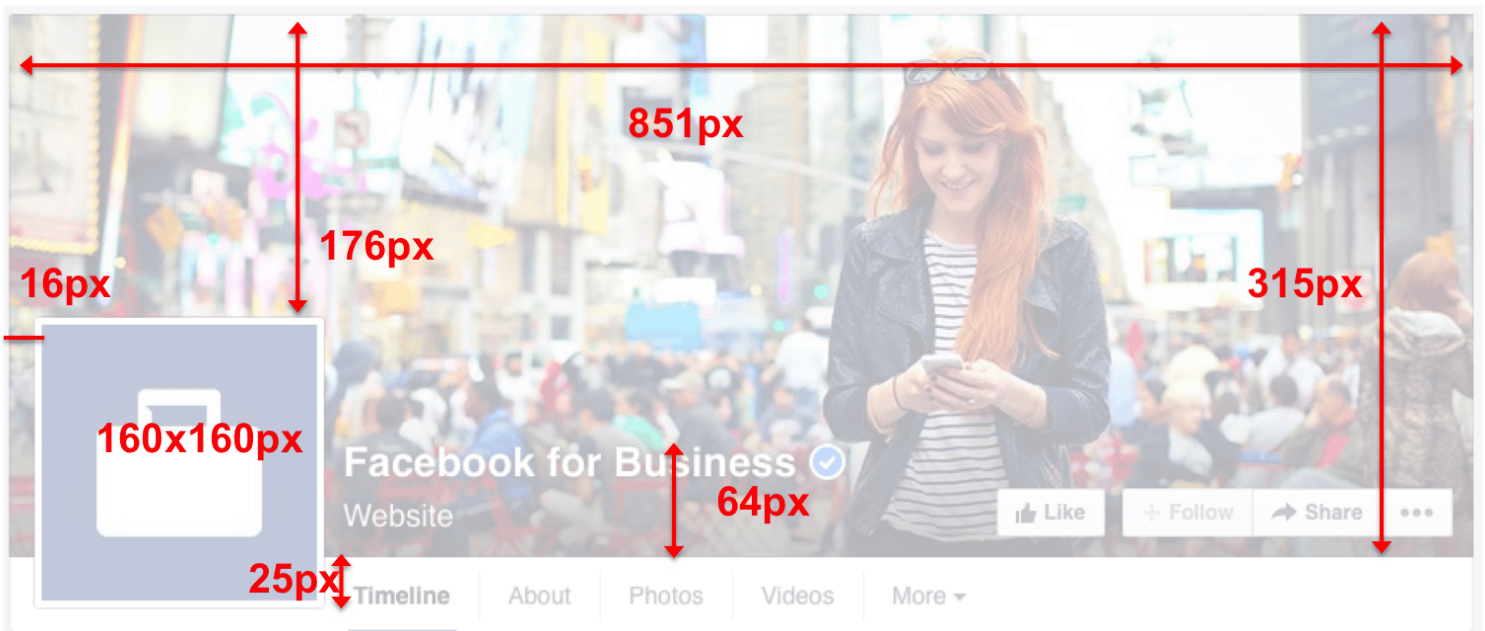 851px
176px
16px
315px
160x160px
Facebook for Business
64px
Website
Like
+ Follow
Share
•••
25px
Timeline
About
Photos
Videos
More